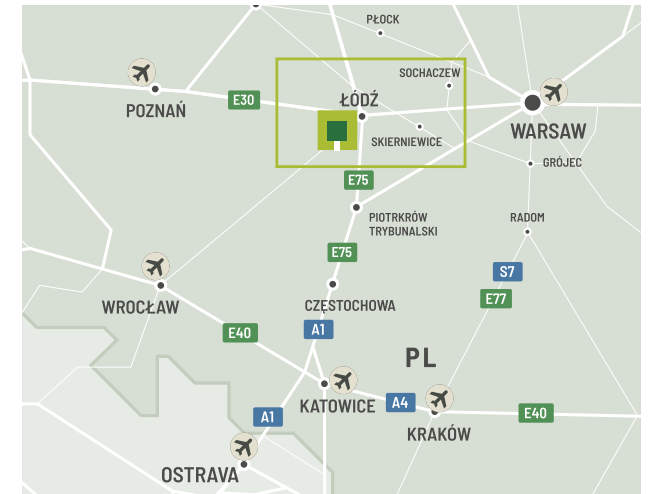 PŁOCK
SOCHACZEW
ŁÓDŹ
E30
POZNAŃ
WARSAW
SKIERNIEWICE
GRÓJEC
E75
PIOTRKRÓW
TRYBUNALSKI
RADOM
E75
S7
E77
WROCŁAW
CZĘSTOCHOWA
E40
A1
PL
KATOWICE
A4
A1
E40
KRAKÓW
OSTRAVA